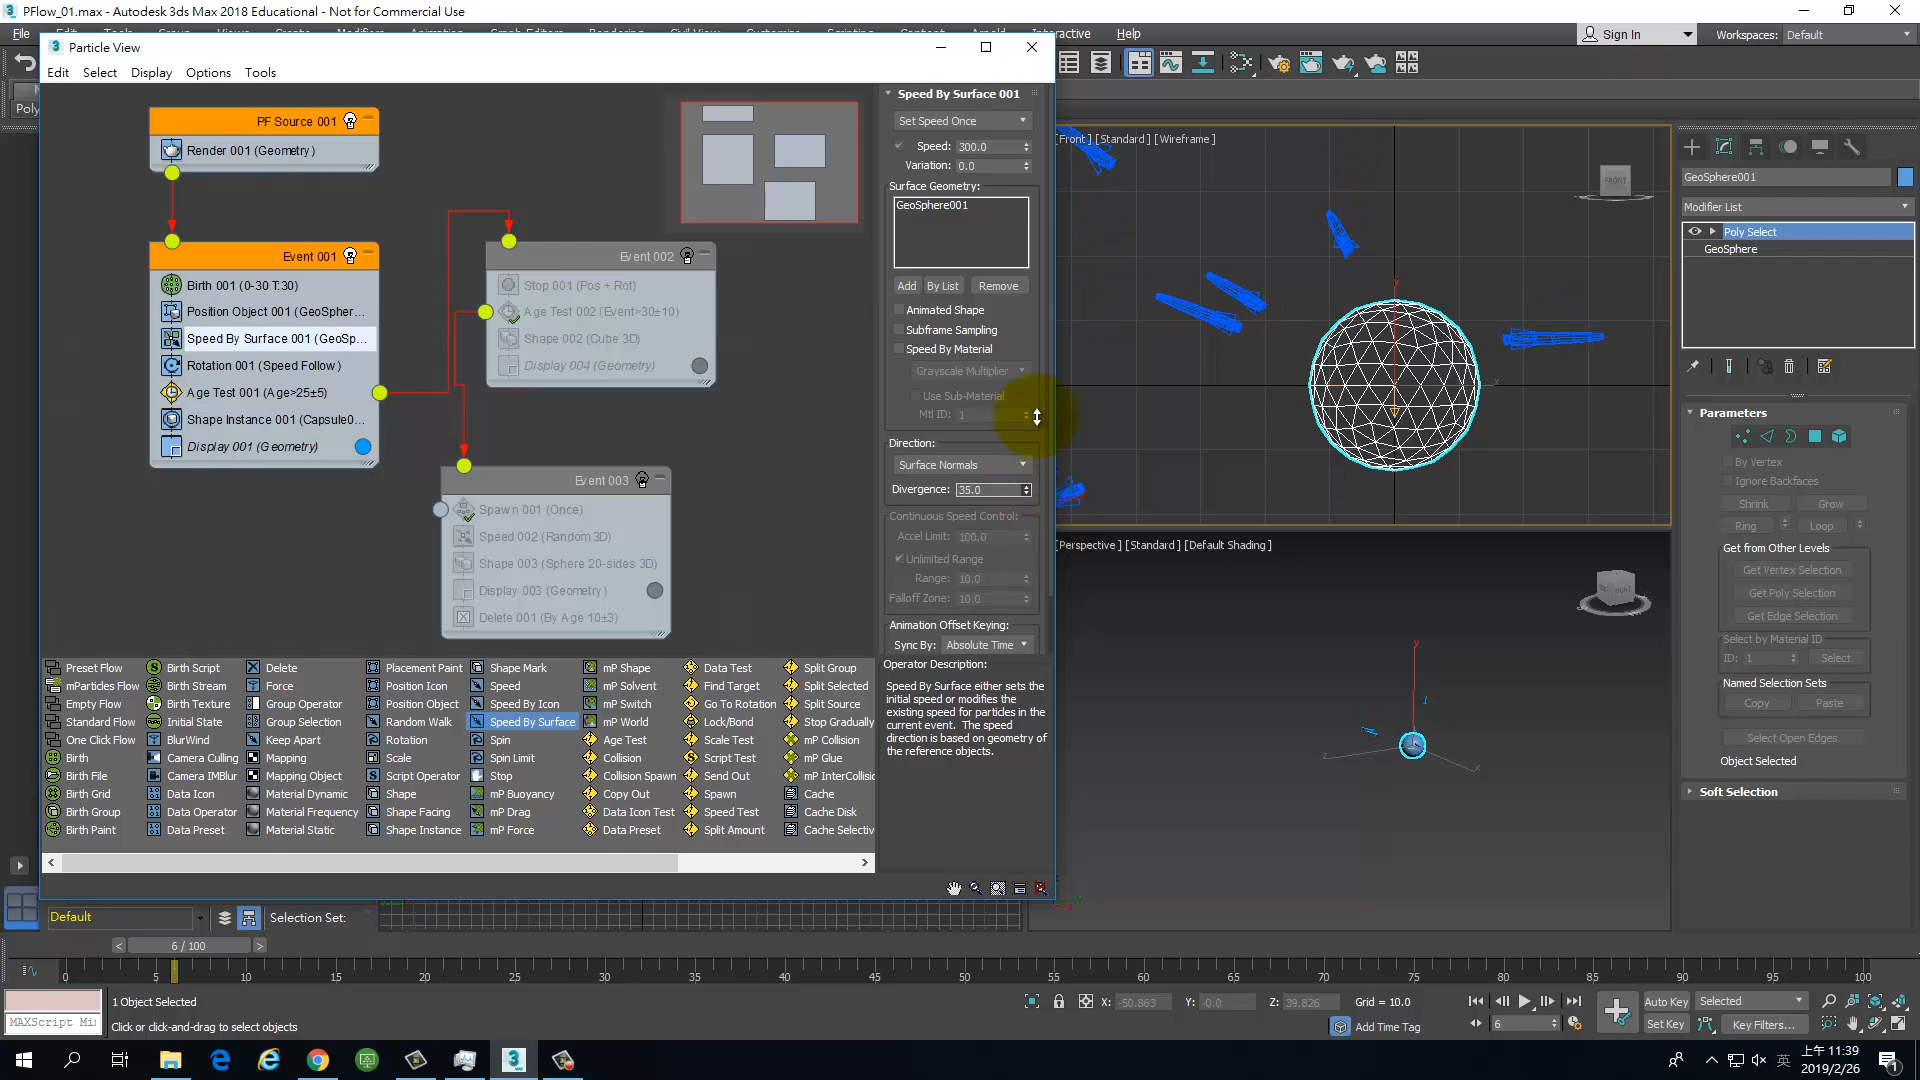 PFlow_01.max - Autodesk 3ds Max 2018 Educational - Not for Commercial Use
File
Help
Sign In
Workspaces: Default
Particle View
Edit Select Display Options Tools
PF Source 001
Render 001 (Geometry)
Event 001
Birth 001 (0-30 T:30)
Position Object 001 (GeoSpher...
Speed By Surface 001 (GeoSp...
Rotation 001 (Speed Follow)
Age Test 001 (Age>25±5)
Shape Instance 001 (Capsule0...
Display 001 (Geometry)
Event 002
Stop 001 (Pos + Rot)
Age Test 002 (Event>30±10)
Shape 002 (Cube 3D)
Display 004 (Geometry)
Event 003
Spawn 001 (Once)
Speed 002 (Random 3D)
Shape 003 (Sphere 20-sides 3D)
Display 003 (Geometry)
Delete 001 (By Age 10±3)
Speed By Surface 001
Set Speed Once
Speed: 300.0
Variation: 0.0
Surface Geometry:
GeoSphere001
Add By List Remove
Animated Shape
Subframe Sampling
Speed By Material
Grayscale Multiplier
Use Sub-Material
Mtl ID: 1
Direction:
Surface Normals
Divergence: 35.0
Continuous Speed Control:
Accel Limit: 100.0
Unlimited Range
Range: 10.0
Falloff Zone: 10.0
Animation Offset Keying:
Sync By: Absolute Time
Operator Description:
Speed By Surface either sets the
initial speed or modifies the
existing speed for particles in the
current event. The speed
direction is based on geometry of
the reference objects.
Preset Flow Birth Script Delete Placement Paint Shape Mark mP Shape Data Test Split Group
mParticles Flow Birth Stream Force Position Icon Speed mP Solvent Find Target Split Selected
Empty Flow Birth Texture Group Operator Position Object Speed By Icon mP Switch Go To Rotation Split Source
Standard Flow Initial State Group Selection Random Walk Speed By Surface mP World Lock/Bond Stop Gradually
One Click Flow BlurWind Keep Apart Rotation Spin Age Test Scale Test mP Collision
Birth Camera Culling Mapping Scale Spin Limit Collision Script Test mP Glue
Birth File Camera IMBlur Mapping Object Script Operator Stop Collision Spawn Send Out mP InterCollisio
Birth Grid Data Icon Material Dynamic Shape mP Buoyancy Copy Out Spawn Cache
Birth Group Data Operator Material Frequency Shape Facing mP Drag Data Icon Test Speed Test Cache Disk
Birth Paint Data Preset Material Static Shape Instance mP Force Data Preset Split Amount Cache Selectiv
[Front] [Standard] [Wireframe]
FRONT
[Perspective] [Standard] [Default Shading]
GeoSphere001
Modifier List
Poly Select
GeoSphere
Parameters
By Vertex
Ignore Backfaces
Shrink Grow
Ring Loop
Get from Other Levels
Get Vertex Selection
Get Poly Selection
Get Edge Selection
Select by Material ID
ID: 1 Select
Named Selection Sets
Copy Paste
Select Open Edges
Object Selected
Soft Selection
Default
Selection Set:
< 6 / 100 >
0 5 10 15 20 25 30 35 40 45 50 55 60 65 70 75 80 85 90 95 100
1 Object Selected
Click or click-and-drag to select objects
MAXScript Mi
X: -50.863 Y: -0.0 Z: 39.826 Grid = 10.0
Add Time Tag
6
Auto Key Selected
Set Key Key Filters...
英
上午 11:39
2019/2/26
1